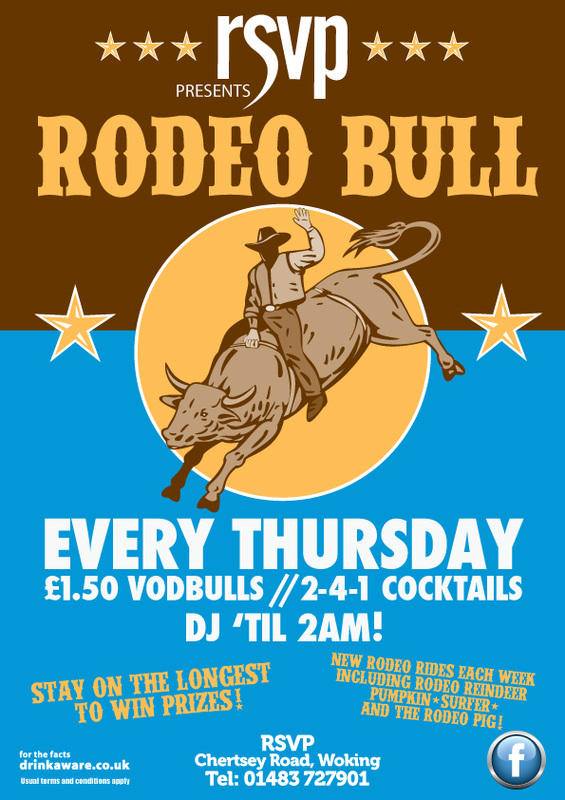 rsvp
PRESENTS
RODEO BULL
EVERY THURSDAY
£1.50 VODBULLS // 2-4-1 COCKTAILS
DJ ‘TIL 2AM!
STAY ON THE LONGEST
TO WIN PRIZES!
NEW RODEO RIDES EACH WEEK
INCLUDING RODEO REINDEER
PUMPKIN★SURFER★
AND THE RODEO PIG!
for the facts
drinkaware.co.uk
Usual terms and conditions apply
RSVP
Chertsey Road, Woking
Tel: 01483 727901
f